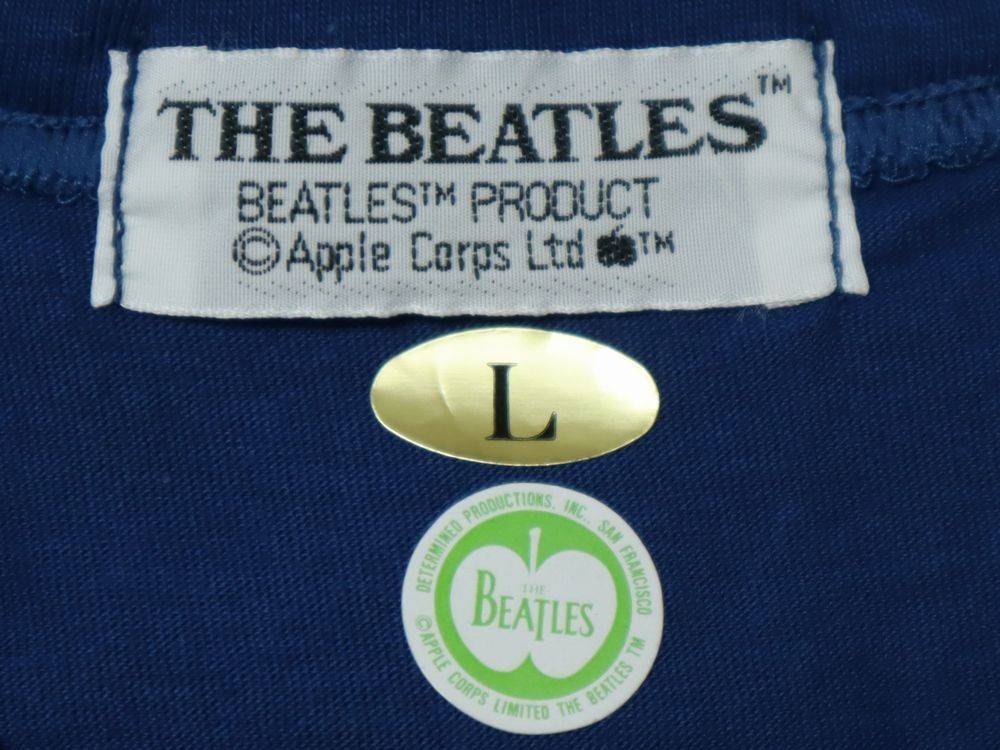 THE BEATLES™
BEATLES™ PRODUCT
©Apple Corps Ltd ™
L
DETERMINED PRODUCTIONS, INC., SAN FRANCISCO
THE
BEATLES
©APPLE CORPS LIMITED THE BEATLES TM